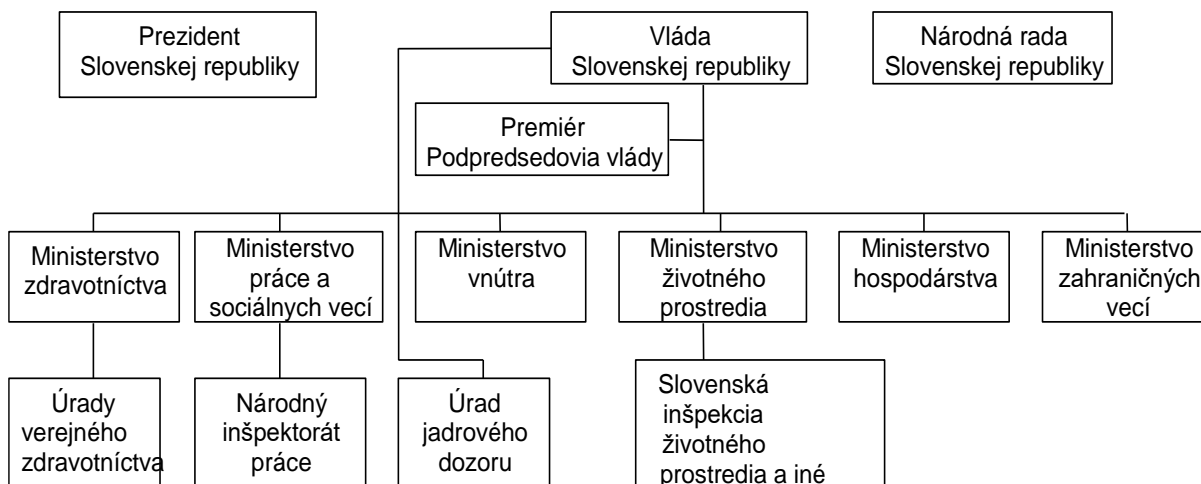 Prezident
Slovenskej republiky
Vláda
Slovenskej republiky
Národná rada
Slovenskej republiky
Premiér
Podpredsedovia vlády
Ministerstvo
zdravotníctva
Ministerstvo
práce a
sociálnych vecí
Ministerstvo
vnútra
Ministerstvo
životného
prostredia
Ministerstvo
hospodárstva
Ministerstvo
zahraničných
vecí
Úrady
verejného
zdravotníctva
Národný
inšpektorát
práce
Úrad
jadrového
dozoru
Slovenská
inšpekcia
životného
prostredia a iné